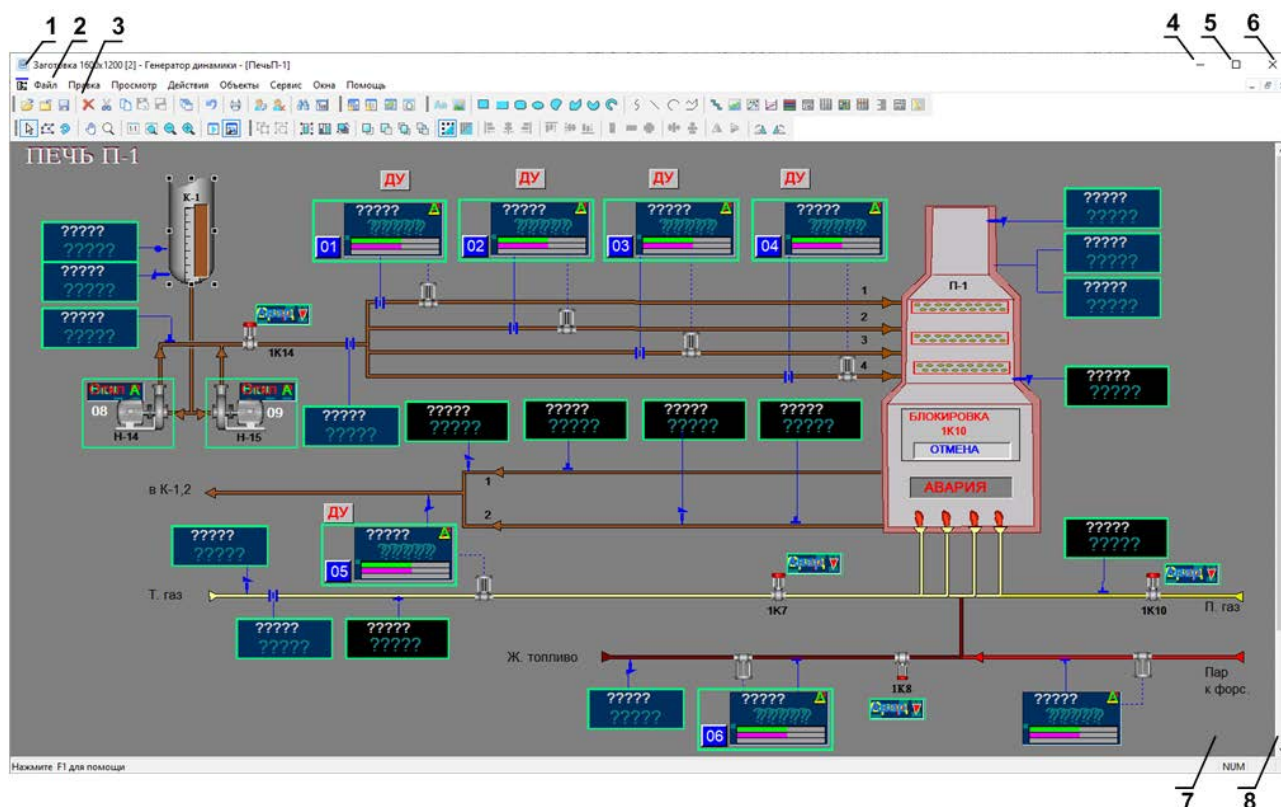 1 2 3 4 5 6
Заготовка 1600x1200 [2] - Генератор динамики - [ПечьП-1]
Файл Правка Просмотр Действия Объекты Сервис Окна Помощь
ПЕЧЬ П-1
ДУ ДУ ДУ ДУ
К-1
????? ????? ????? ?????
?????? ?????? ?????? ??????
01 02 03 04
?????
?????
?????
?????
?????
?????
?????
?????
?????
?????
?????
?????
П-1
1
2
3
4
1К14
08 09
Н-14 Н-15
????? ????? ????? ????? ?????
????? ????? ????? ????? ?????
?????
?????
БЛОКИРОВКА
1К10
ОТМЕНА
АВАРИЯ
в К-1,2
1
2
ДУ
?????
??????
05
?????
?????
?????
?????
Т. газ
1К7
1К10
П. газ
????? ?????
????? ?????
Ж. топливо
1К8
Пар
к форс.
?????
?????
?????
??????
06
?????
??????
Нажмите F1 для помощи
NUM
7 8